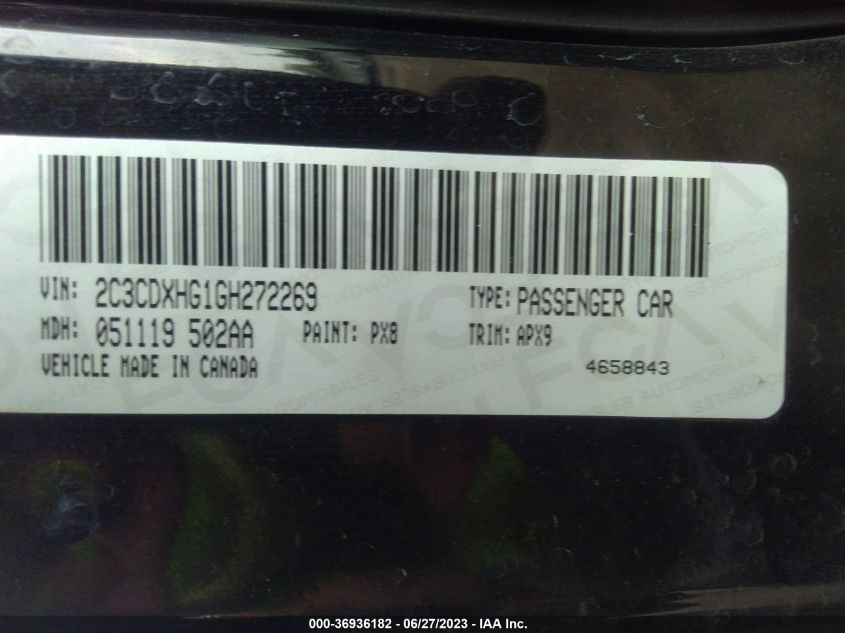 VIN: 2C3CDXHG1GH272269 TYPE: PASSENGER CAR
MDH: 051119 502AA PAINT: PX8 TRIM: APX9
VEHICLE MADE IN CANADA 4658843
000-36936182 - 06/27/2023 - IAA Inc.